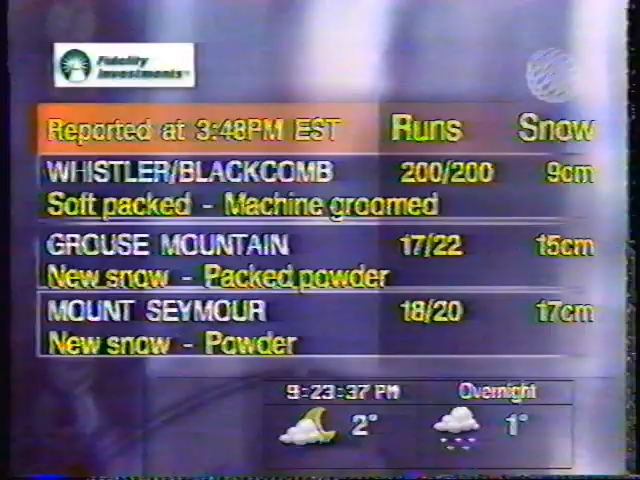 Fidelity
Investments
Reported at 3:48PM EST Runs Snow
WHISTLER/BLACKCOMB 200/200 9cm
Soft packed - Machine groomed
GROUSE MOUNTAIN 17/22 15cm
New snow - Packed powder
MOUNT SEYMOUR 18/20 17cm
New snow - Powder
9:23:37 PM Overnight
2° 1°